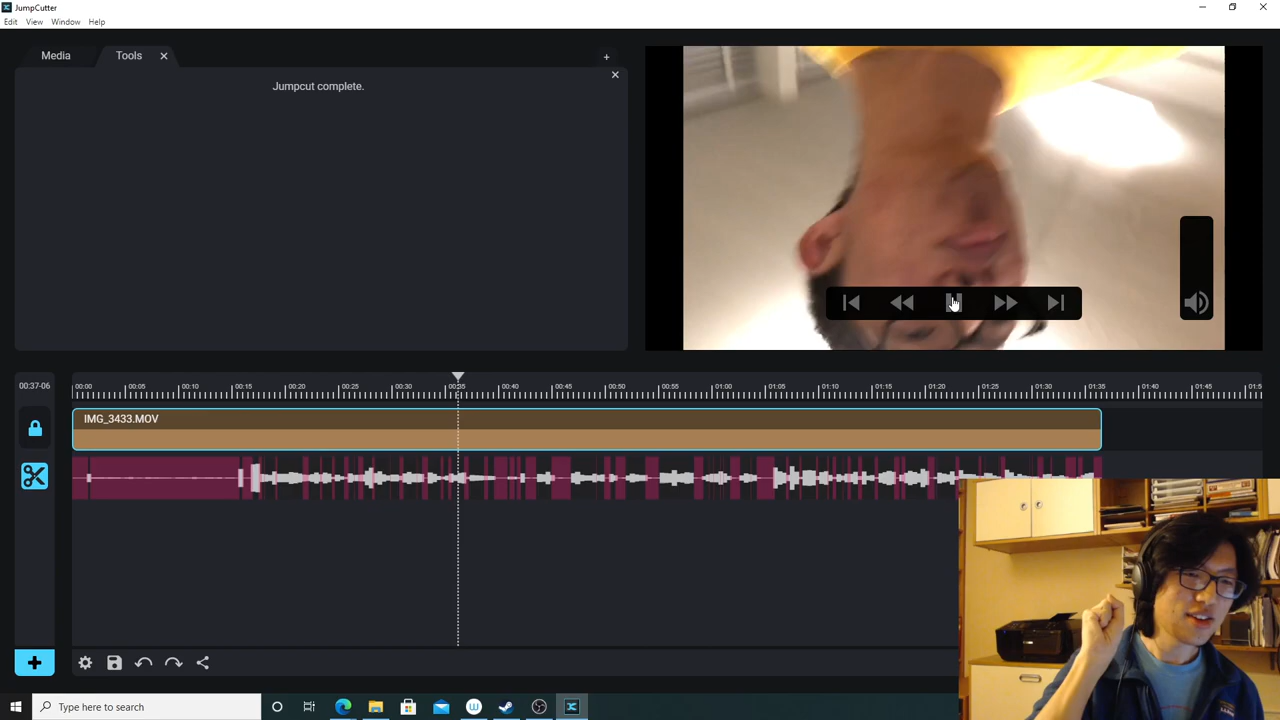 JumpCutter
Edit View Window Help
Media Tools
Jumpcut complete.
00:37-06
00:00 00:05 00:10 00:15 00:20 00:25 00:30 00:35 00:40 00:45 00:50 00:55 01:00 01:05 01:10 01:15 01:20 01:25 01:30 01:35 01:40 01:45 01:5
IMG_3433.MOV
Type here to search